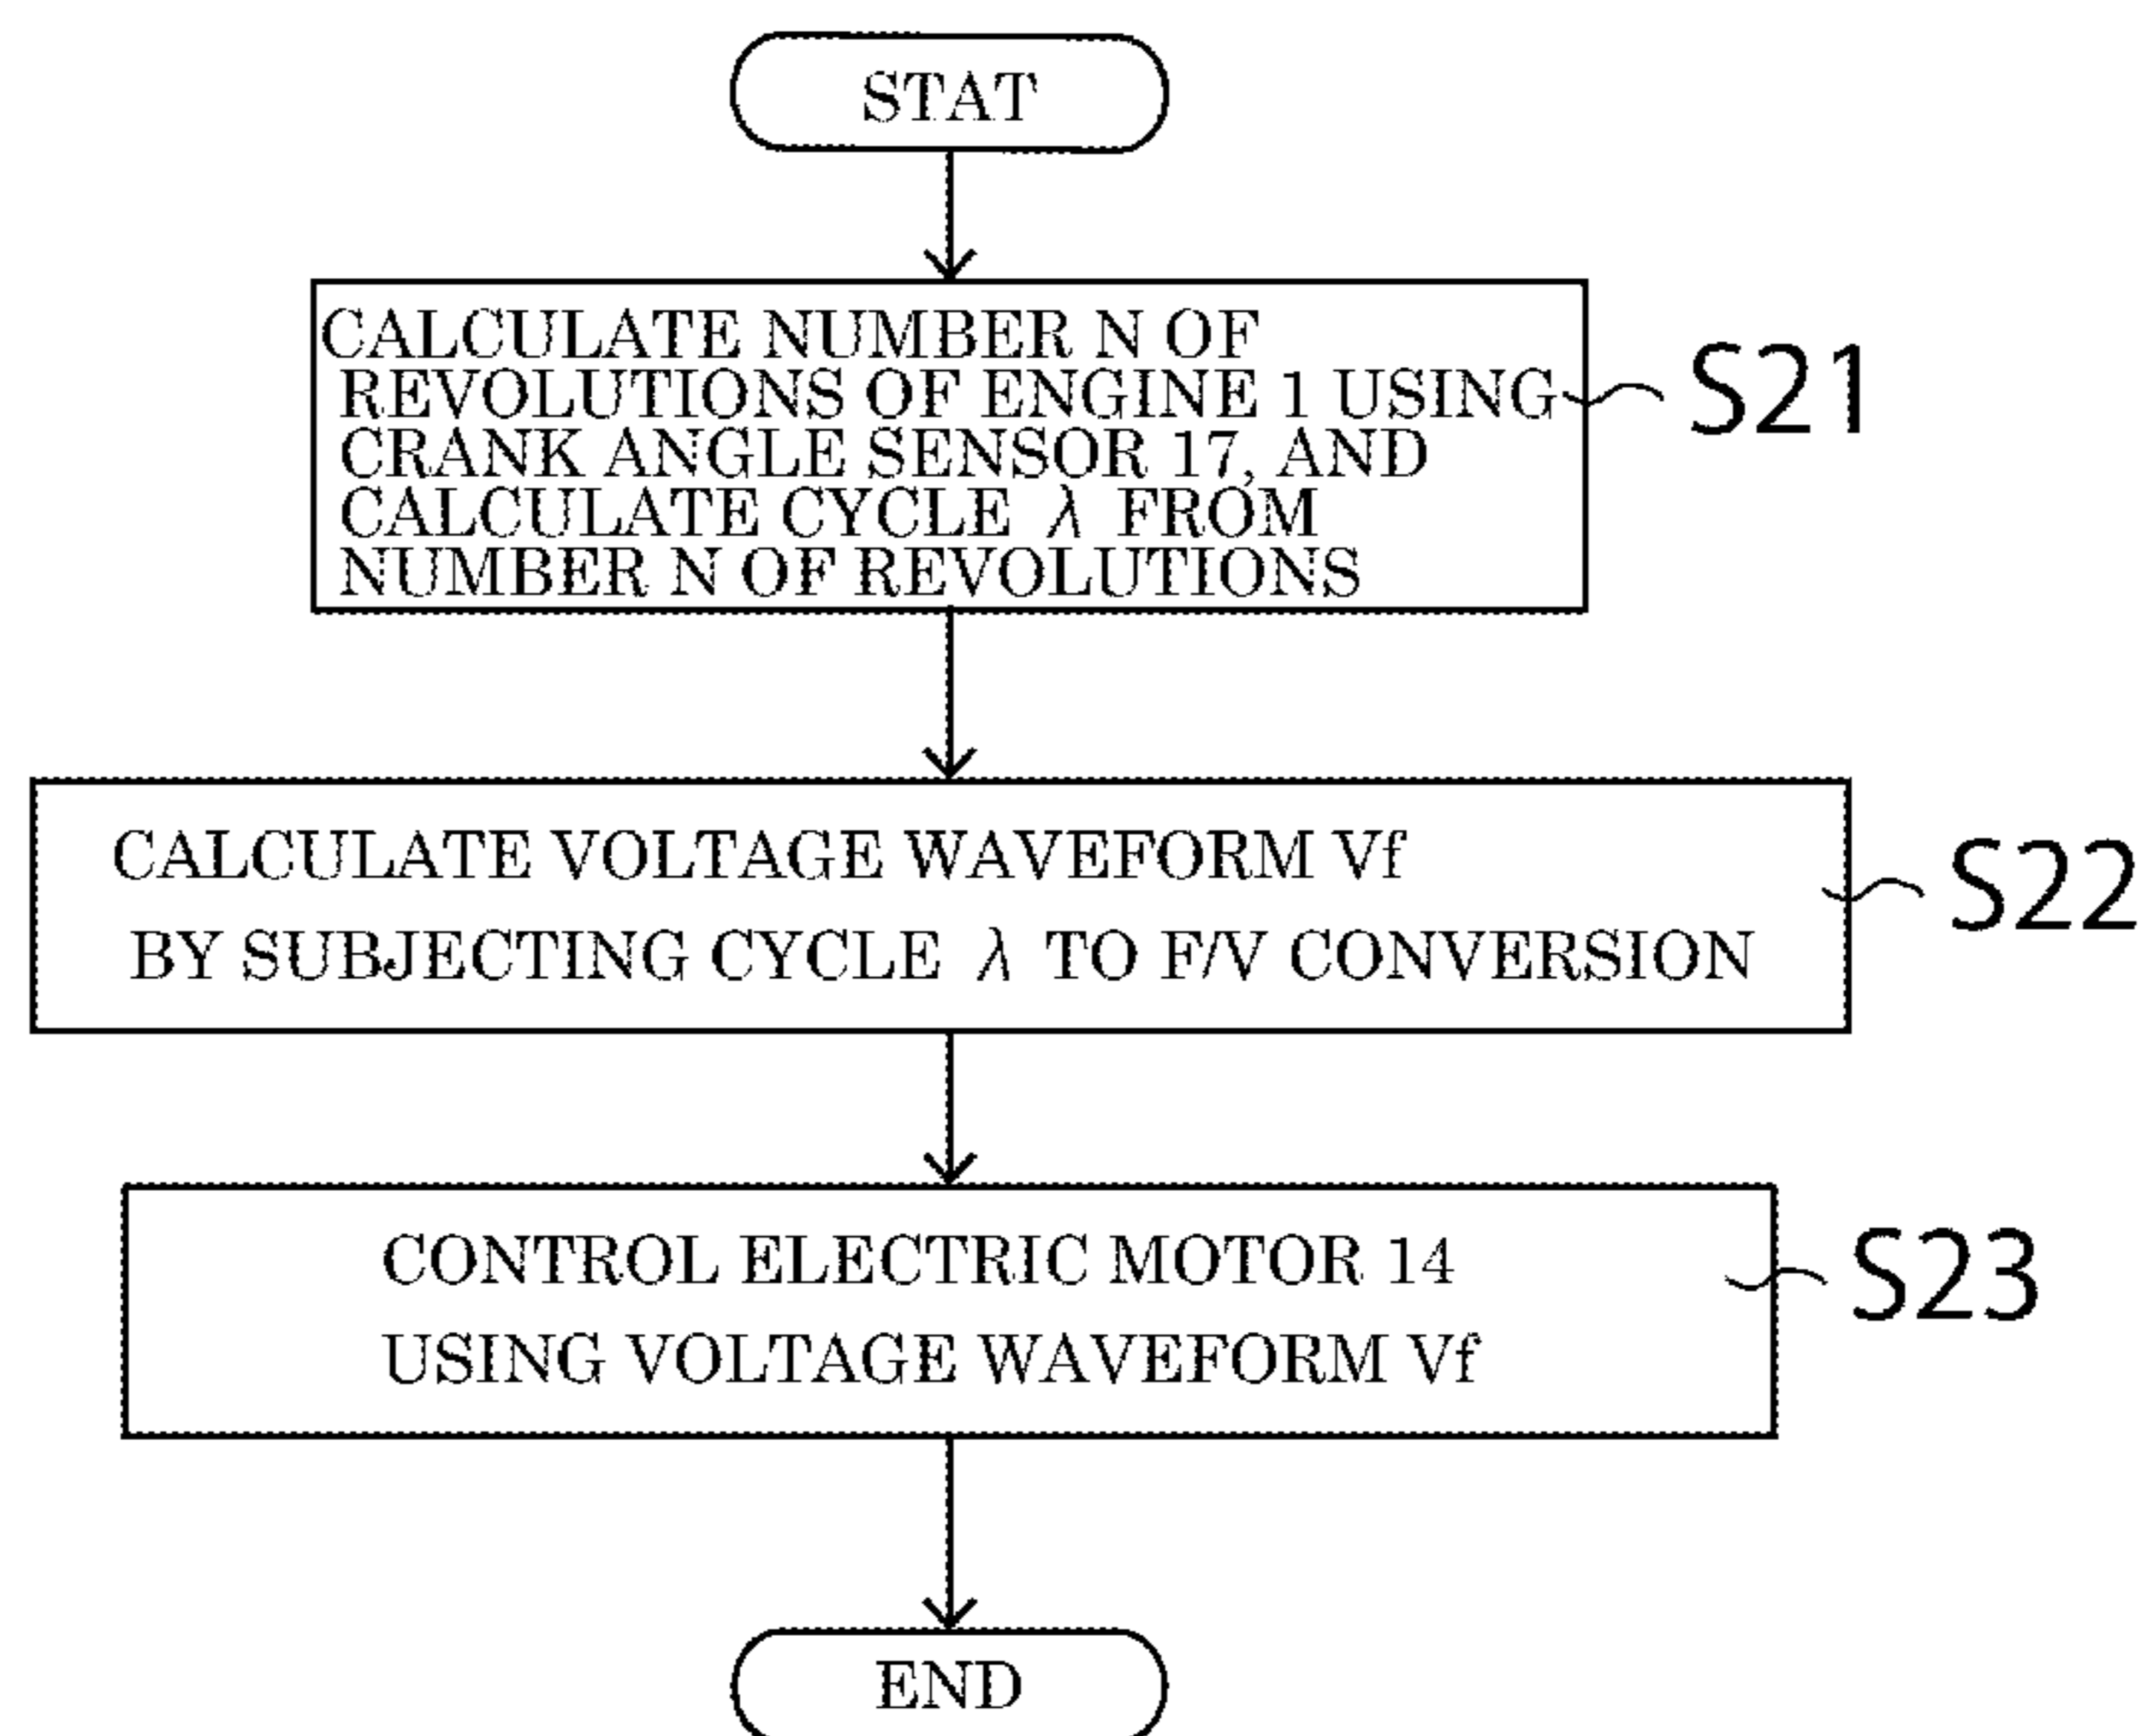 STAT
CALCULATE NUMBER N OF
REVOLUTIONS OF ENGINE 1 USING
CRANK ANGLE SENSOR 17, AND
CALCULATE CYCLE λ FROM
NUMBER N OF REVOLUTIONS
S21
CALCULATE VOLTAGE WAVEFORM Vf
BY SUBJECTING CYCLE λ TO F/V CONVERSION
S22
CONTROL ELECTRIC MOTOR 14
USING VOLTAGE WAVEFORM Vf
S23
END